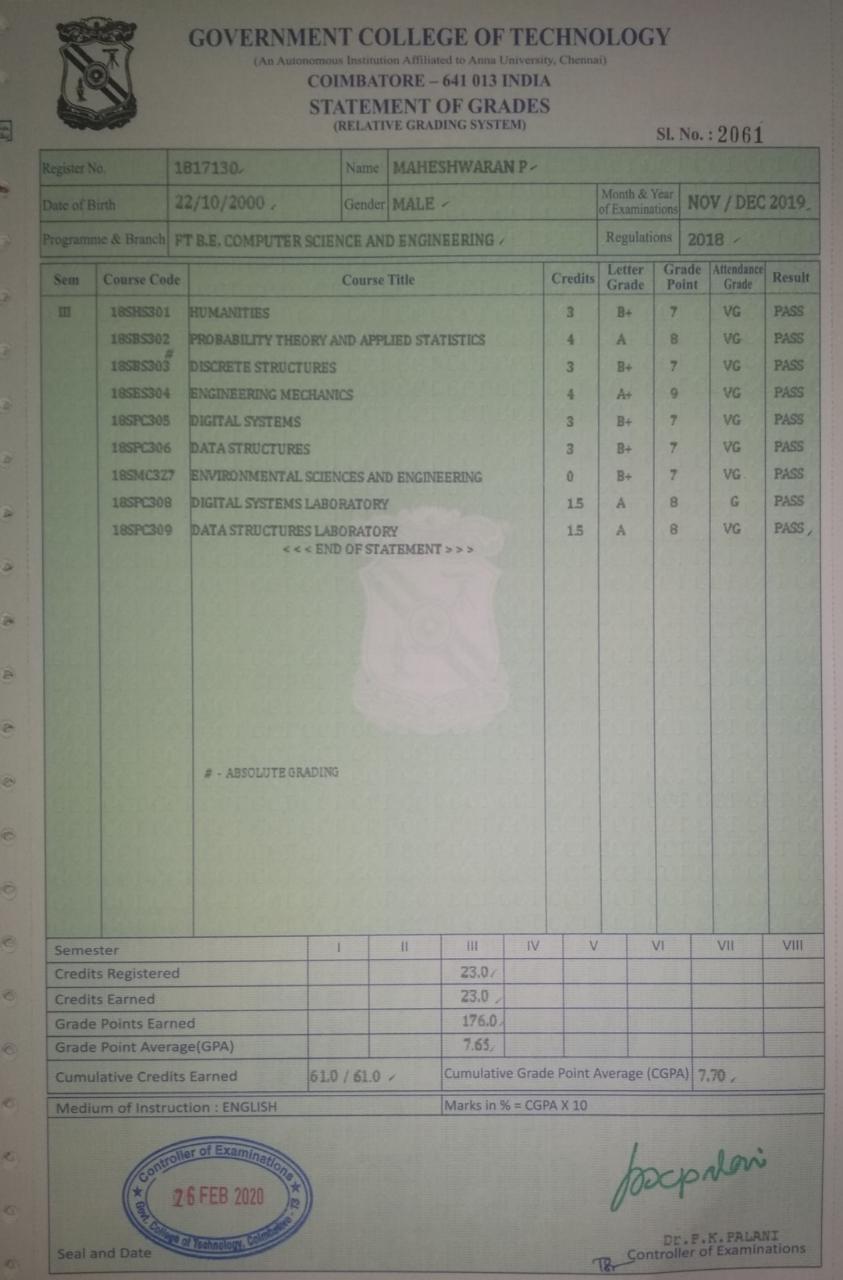 GOVERNMENT COLLEGE OF TECHNOLOGY
(An Autonomous Institution Affiliated to Anna University, Chennai)
COIMBATORE – 641 013 INDIA
STATEMENT OF GRADES
(RELATIVE GRADING SYSTEM)
Sl. No. : 2061
Register No. 1817130 Name MAHESHWARAN P
Date of Birth 22/10/2000 Gender MALE Month & Year of Examinations NOV / DEC 2019
Programme & Branch FT B.E. COMPUTER SCIENCE AND ENGINEERING Regulations 2018
Sem Course Code Course Title Credits Letter Grade Grade Point Attendance Grade Result
III 18SHS301 HUMANITIES 3 B+ 7 VG PASS
18SBS302 PROBABILITY THEORY AND APPLIED STATISTICS 4 A 8 VG PASS
#
18SBS303 DISCRETE STRUCTURES 3 B+ 7 VG PASS
18SES304 ENGINEERING MECHANICS 4 A+ 9 VG PASS
18SPC305 DIGITAL SYSTEMS 3 B+ 7 VG PASS
18SPC306 DATA STRUCTURES 3 B+ 7 VG PASS
18SMC3Z7 ENVIRONMENTAL SCIENCES AND ENGINEERING 0 B+ 7 VG PASS
18SPC308 DIGITAL SYSTEMS LABORATORY 1.5 A 8 G PASS
18SPC309 DATA STRUCTURES LABORATORY 1.5 A 8 VG PASS
< < < END OF STATEMENT > > >
# - ABSOLUTE GRADING
Semester I II III IV V VI VII VIII
Credits Registered 23.0
Credits Earned 23.0
Grade Points Earned 176.0
Grade Point Average(GPA) 7.65
Cumulative Credits Earned 61.0 / 61.0 Cumulative Grade Point Average (CGPA) 7.70
Medium of Instruction : ENGLISH Marks in % = CGPA X 10
Controller of Examinations
26 FEB 2020
Govt. College of Technology, Coimbatore - 13
Dr.P.K.PALANI
Seal and Date Controller of Examinations